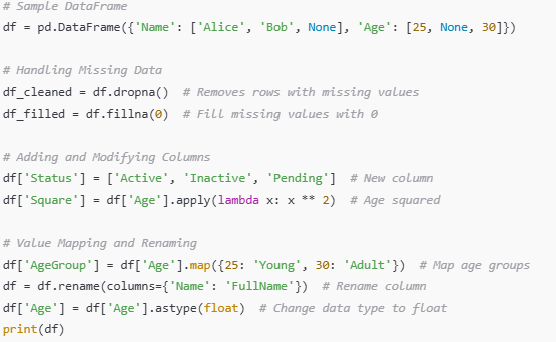 # Sample DataFrame
df = pd.DataFrame({'Name': ['Alice', 'Bob', None], 'Age': [25, None, 30]})
# Handling Missing Data
df_cleaned = df.dropna()  # Removes rows with missing values
df_filled = df.fillna(0)  # Fill missing values with 0
# Adding and Modifying Columns
df['Status'] = ['Active', 'Inactive', 'Pending']  # New column
df['Square'] = df['Age'].apply(lambda x: x ** 2)  # Age squared
# Value Mapping and Renaming
df['AgeGroup'] = df['Age'].map({25: 'Young', 30: 'Adult'})  # Map age groups
df = df.rename(columns={'Name': 'FullName'})  # Rename column
df['Age'] = df['Age'].astype(float)  # Change data type to float
print(df)